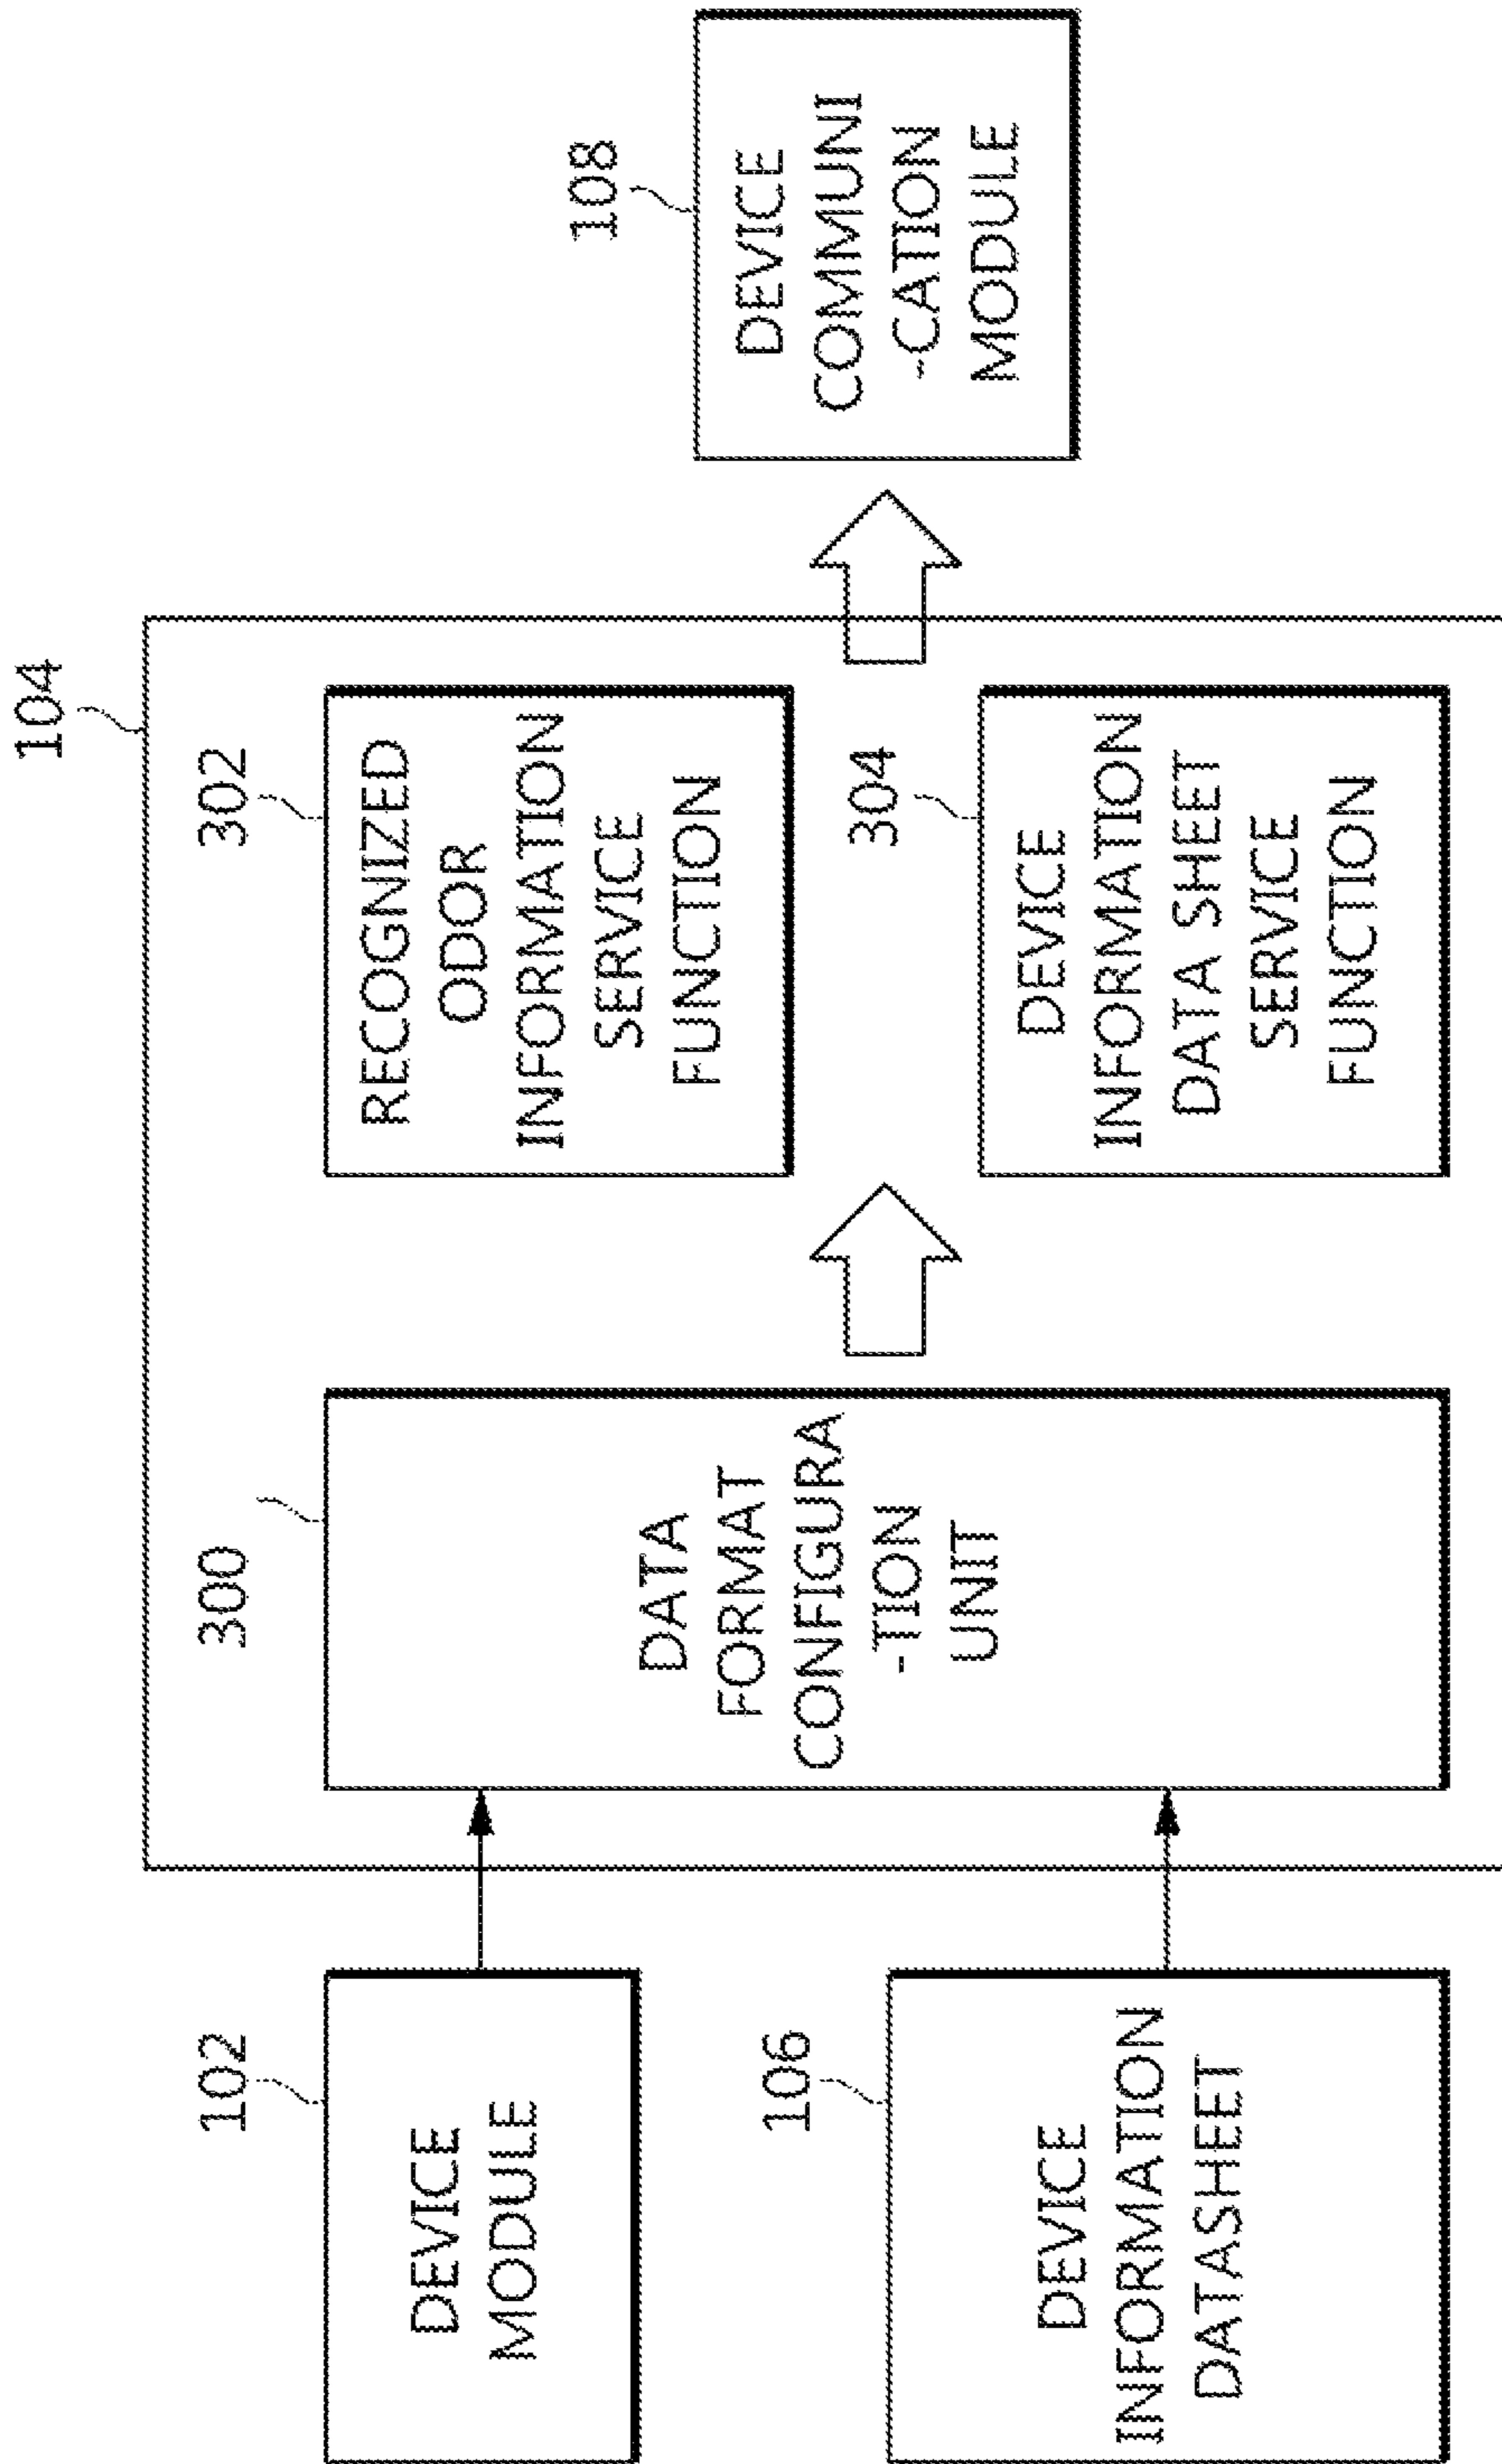 104
102
DEVICE
MODULE
106
DEVICE
INFORMATION
DATASHEET
300
DATA
FORMAT
CONFIGURA
-TION
UNIT
302
RECOGNIZED
ODOR
INFORMATION
SERVICE
FUNCTION
304
DEVICE
INFORMATION
DATA SHEET
SERVICE
FUNCTION
108
DEVICE
COMMUNI
-CATION
MODULE